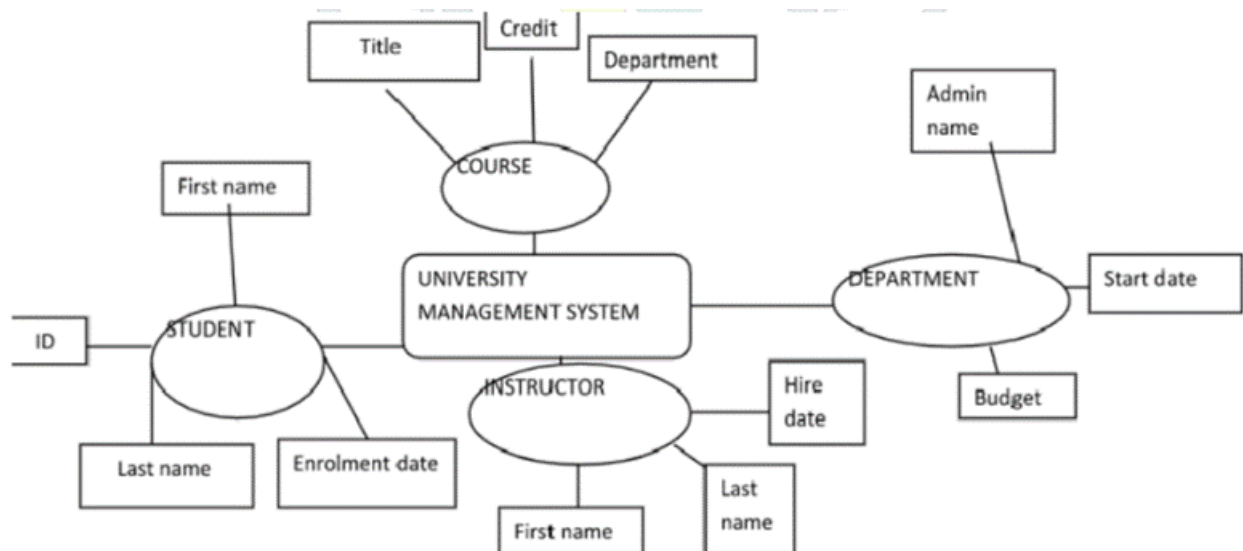 Credit
Title
Department
Admin
name
COURSE
First name
UNIVERSITY
MANAGEMENT SYSTEM
DEPARTMENT
Start date
STUDENT
ID
INSTRUCTOR
Hire
date
Budget
Last name
Enrolment date
Last
name
First name